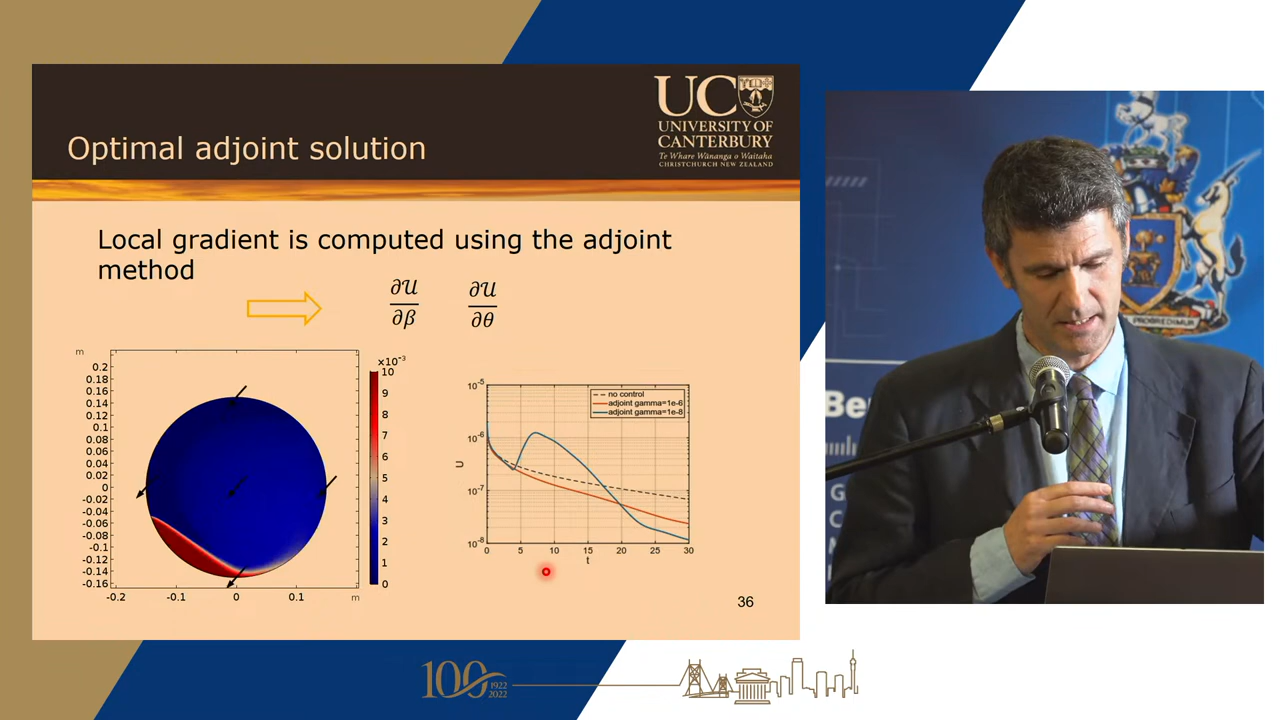 UC
UNIVERSITY OF
CANTERBURY
Te Whare Wānanga o Waitaha
CHRISTCHURCH NEW ZEALAND
Optimal adjoint solution
Local gradient is computed using the adjoint
method
∂U
∂β
∂U
∂θ
m
0.2
0.18
0.16
0.14
0.12
0.1
0.08
0.06
0.04
0.02
0
-0.02
-0.04
-0.06
-0.08
-0.1
-0.12
-0.14
-0.16
-0.2
-0.1
0
0.1
m
×10⁻³
10
9
8
7
6
5
4
3
2
1
0
no control
adjoint gamma=1e-6
adjoint gamma=1e-8
10⁻⁵
10⁻⁶
10⁻⁷
10⁻⁸
U
0 5 10 15 20 25 30
t
36
PROGREDIMUR
Be
G
C
100 1922
2022